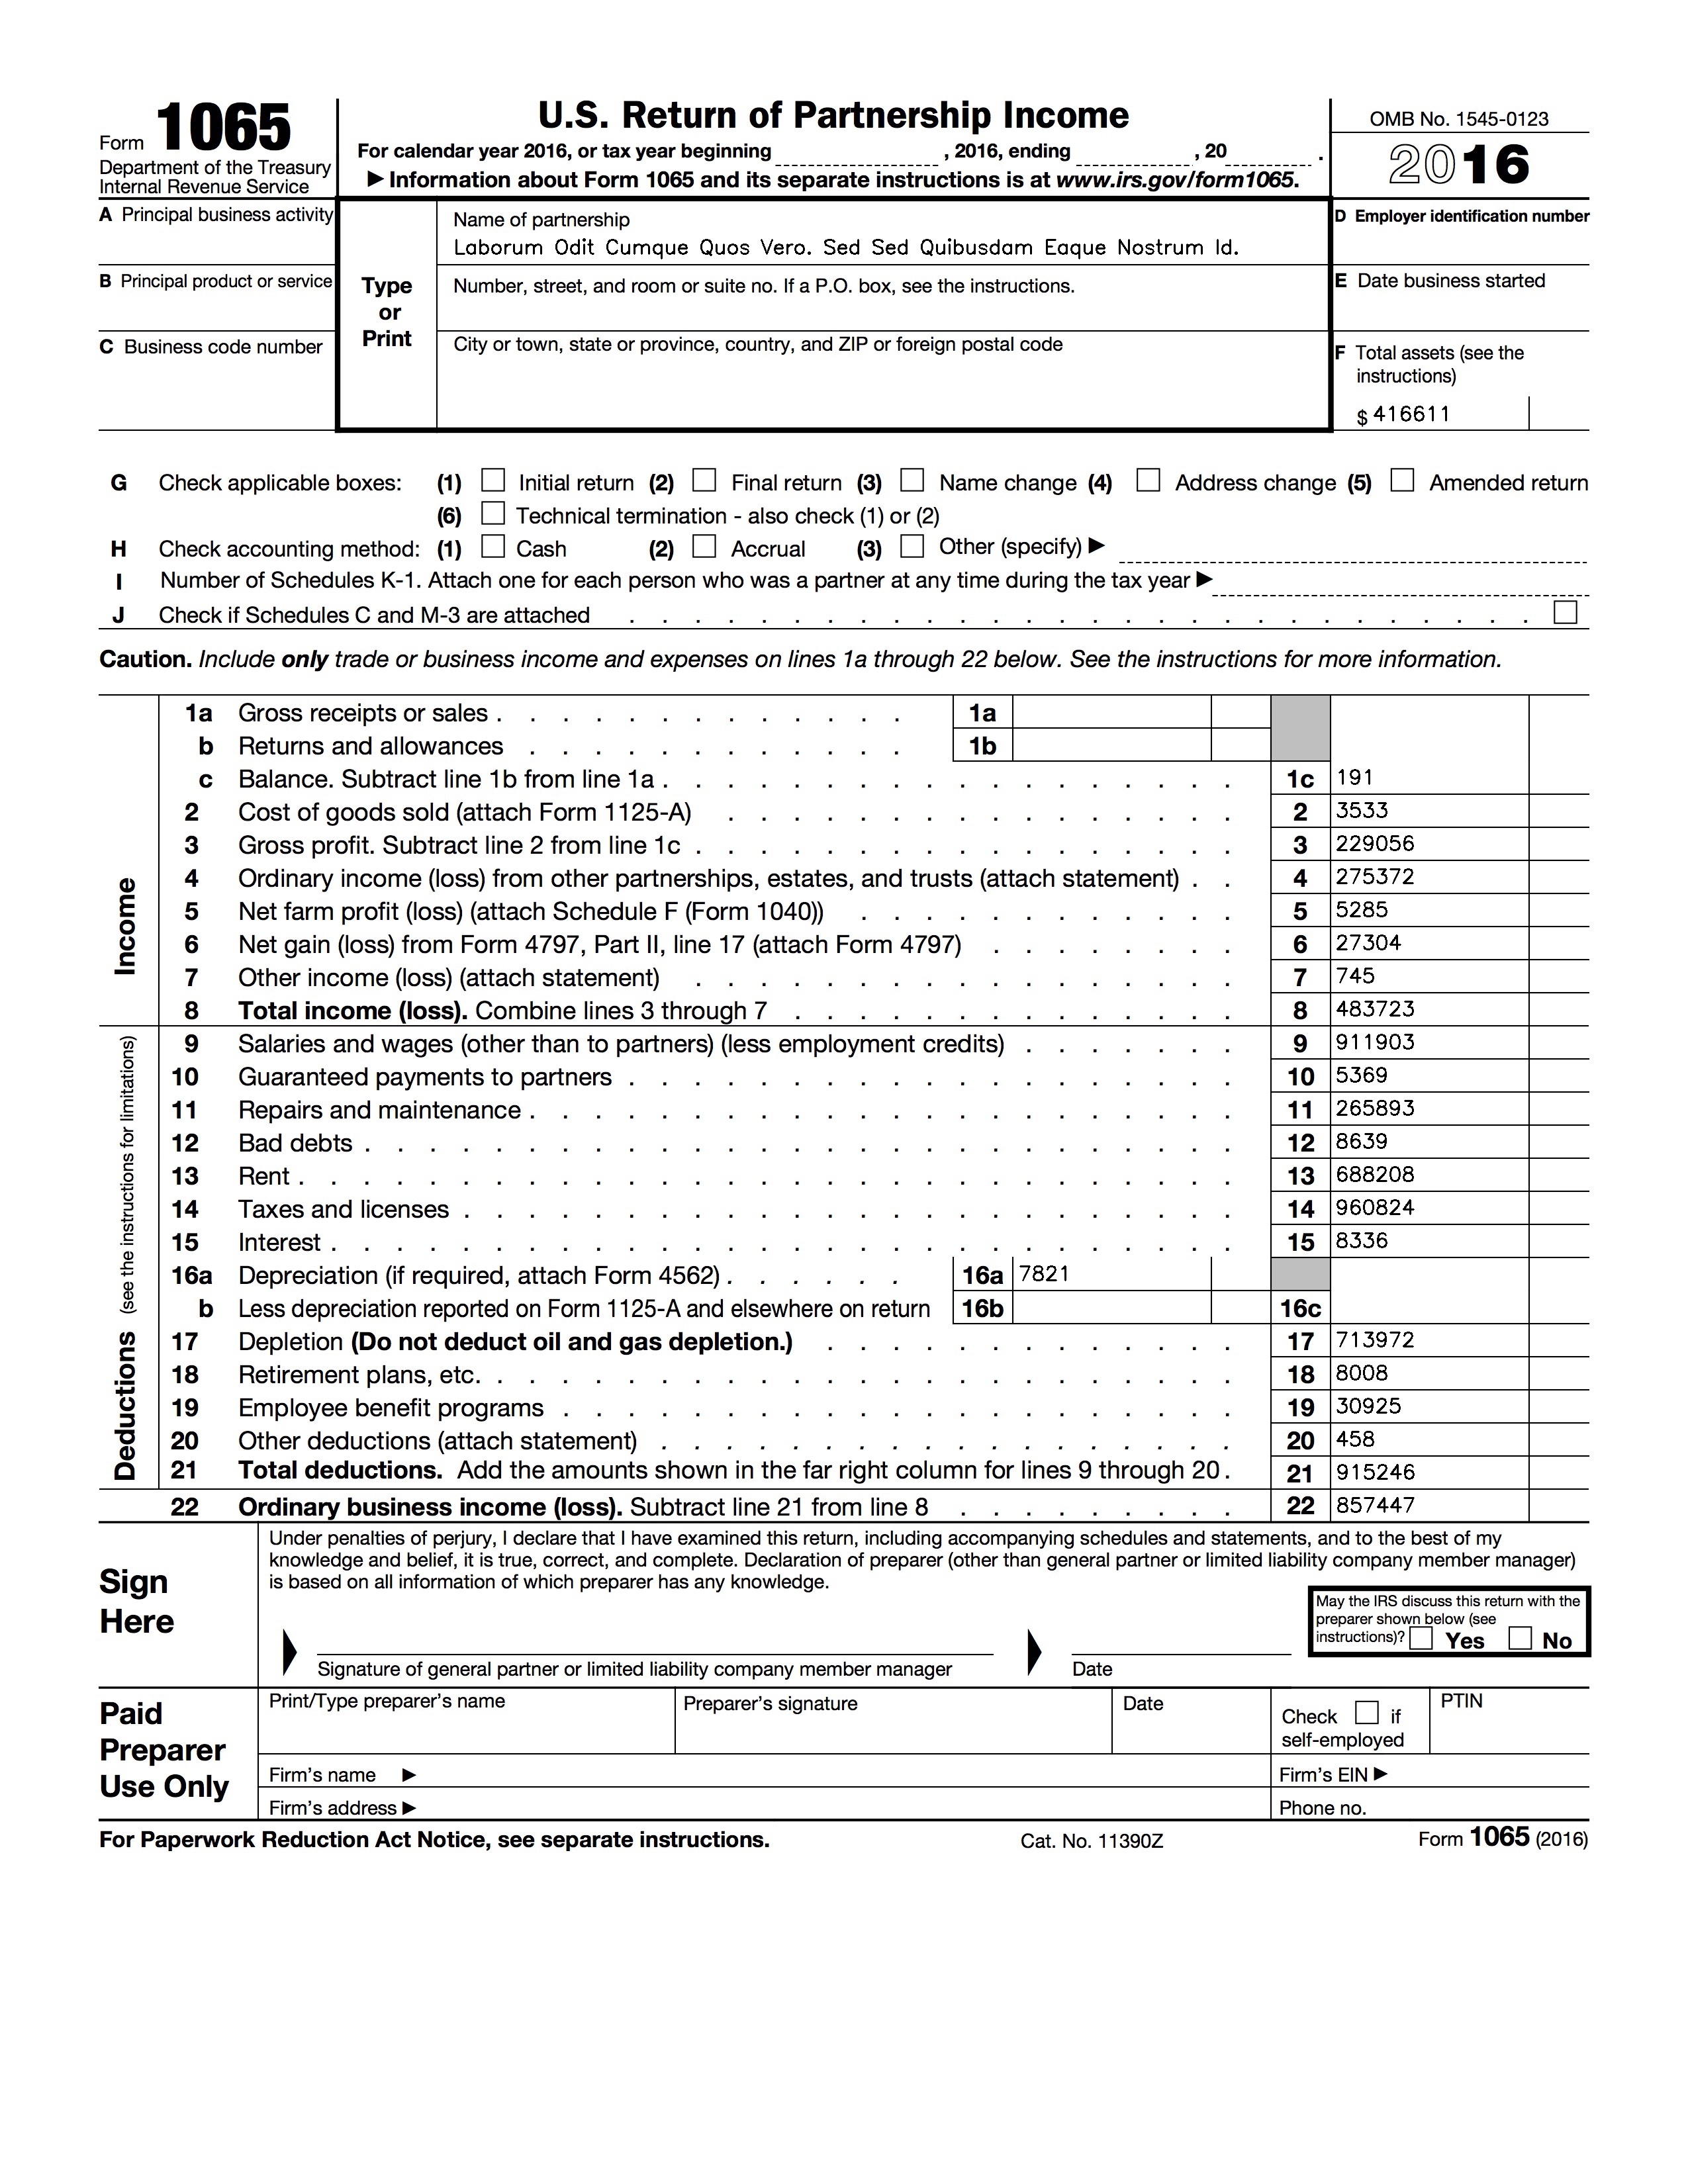 Form 1065
Department of the Treasury
Internal Revenue Service
U.S. Return of Partnership Income
For calendar year 2016, or tax year beginning , 2016, ending , 20 .
▶ Information about Form 1065 and its separate instructions is at www.irs.gov/form1065.
OMB No. 1545-0123
2016
A Principal business activity
B Principal product or service
C Business code number
Type
or
Print
Name of partnership
Laborum Odit Cumque Quos Vero. Sed Sed Quibusdam Eaque Nostrum Id.
Number, street, and room or suite no. If a P.O. box, see the instructions.
City or town, state or province, country, and ZIP or foreign postal code
D Employer identification number
E Date business started
F Total assets (see the
instructions)
$ 416611
G Check applicable boxes: (1) Initial return (2) Final return (3) Name change (4) Address change (5) Amended return
(6) Technical termination - also check (1) or (2)
H Check accounting method: (1) Cash (2) Accrual (3) Other (specify) ▶
I Number of Schedules K-1. Attach one for each person who was a partner at any time during the tax year ▶
J Check if Schedules C and M-3 are attached
Caution. Include only trade or business income and expenses on lines 1a through 22 below. See the instructions for more information.
Income
1a Gross receipts or sales 1a
b Returns and allowances 1b
c Balance. Subtract line 1b from line 1a 1c 191
2 Cost of goods sold (attach Form 1125-A) 2 3533
3 Gross profit. Subtract line 2 from line 1c 3 229056
4 Ordinary income (loss) from other partnerships, estates, and trusts (attach statement) 4 275372
5 Net farm profit (loss) (attach Schedule F (Form 1040)) 5 5285
6 Net gain (loss) from Form 4797, Part II, line 17 (attach Form 4797) 6 27304
7 Other income (loss) (attach statement) 7 745
8 Total income (loss). Combine lines 3 through 7 8 483723
Deductions (see the instructions for limitations)
9 Salaries and wages (other than to partners) (less employment credits) 9 911903
10 Guaranteed payments to partners 10 5369
11 Repairs and maintenance 11 265893
12 Bad debts 12 8639
13 Rent 13 688208
14 Taxes and licenses 14 960824
15 Interest 15 8336
16a Depreciation (if required, attach Form 4562) 16a 7821
b Less depreciation reported on Form 1125-A and elsewhere on return 16b 16c
17 Depletion (Do not deduct oil and gas depletion.) 17 713972
18 Retirement plans, etc. 18 8008
19 Employee benefit programs 19 30925
20 Other deductions (attach statement) 20 458
21 Total deductions. Add the amounts shown in the far right column for lines 9 through 20 21 915246
22 Ordinary business income (loss). Subtract line 21 from line 8 22 857447
Sign
Here
Under penalties of perjury, I declare that I have examined this return, including accompanying schedules and statements, and to the best of my
knowledge and belief, it is true, correct, and complete. Declaration of preparer (other than general partner or limited liability company member manager)
is based on all information of which preparer has any knowledge.
Signature of general partner or limited liability company member manager
Date
May the IRS discuss this return with the
preparer shown below (see
instructions)? Yes No
Paid
Preparer
Use Only
Print/Type preparer's name
Preparer's signature
Date
Check if
self-employed
PTIN
Firm's name ▶
Firm's EIN ▶
Firm's address ▶
Phone no.
For Paperwork Reduction Act Notice, see separate instructions.
Cat. No. 11390Z
Form 1065 (2016)